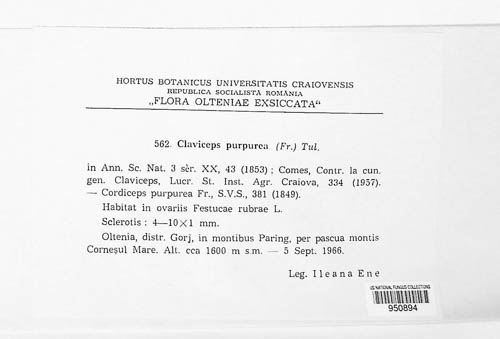 HORTUS BOTANICUS UNIVERSITATIS CRAIOVENSIS
REPUBLICA SOCIALISTĂ ROMÂNIA
„FLORA OLTENIAE EXSICCATA“
562. Claviceps purpurea (Fr.) Tul.
in Ann. Sc. Nat. 3 sèr. XX, 43 (1853) ; Comes, Contr. la cun.
gen. Claviceps, Lucr. St. Inst. Agr. Craiova, 334 (1957).
— Cordiceps purpurea Fr., S.V.S., 381 (1849).
Habitat in ovariis Festucae rubrae L.
Sclerotis : 4—10×1 mm.
Oltenia, distr. Gorj, in montibus Paring, per pascua montis
Corneşul Mare. Alt. cca 1600 m s.m. — 5 Sept. 1966.
Leg. Ileana Ene
US NATIONAL FUNGUS COLLECTIONS
950894